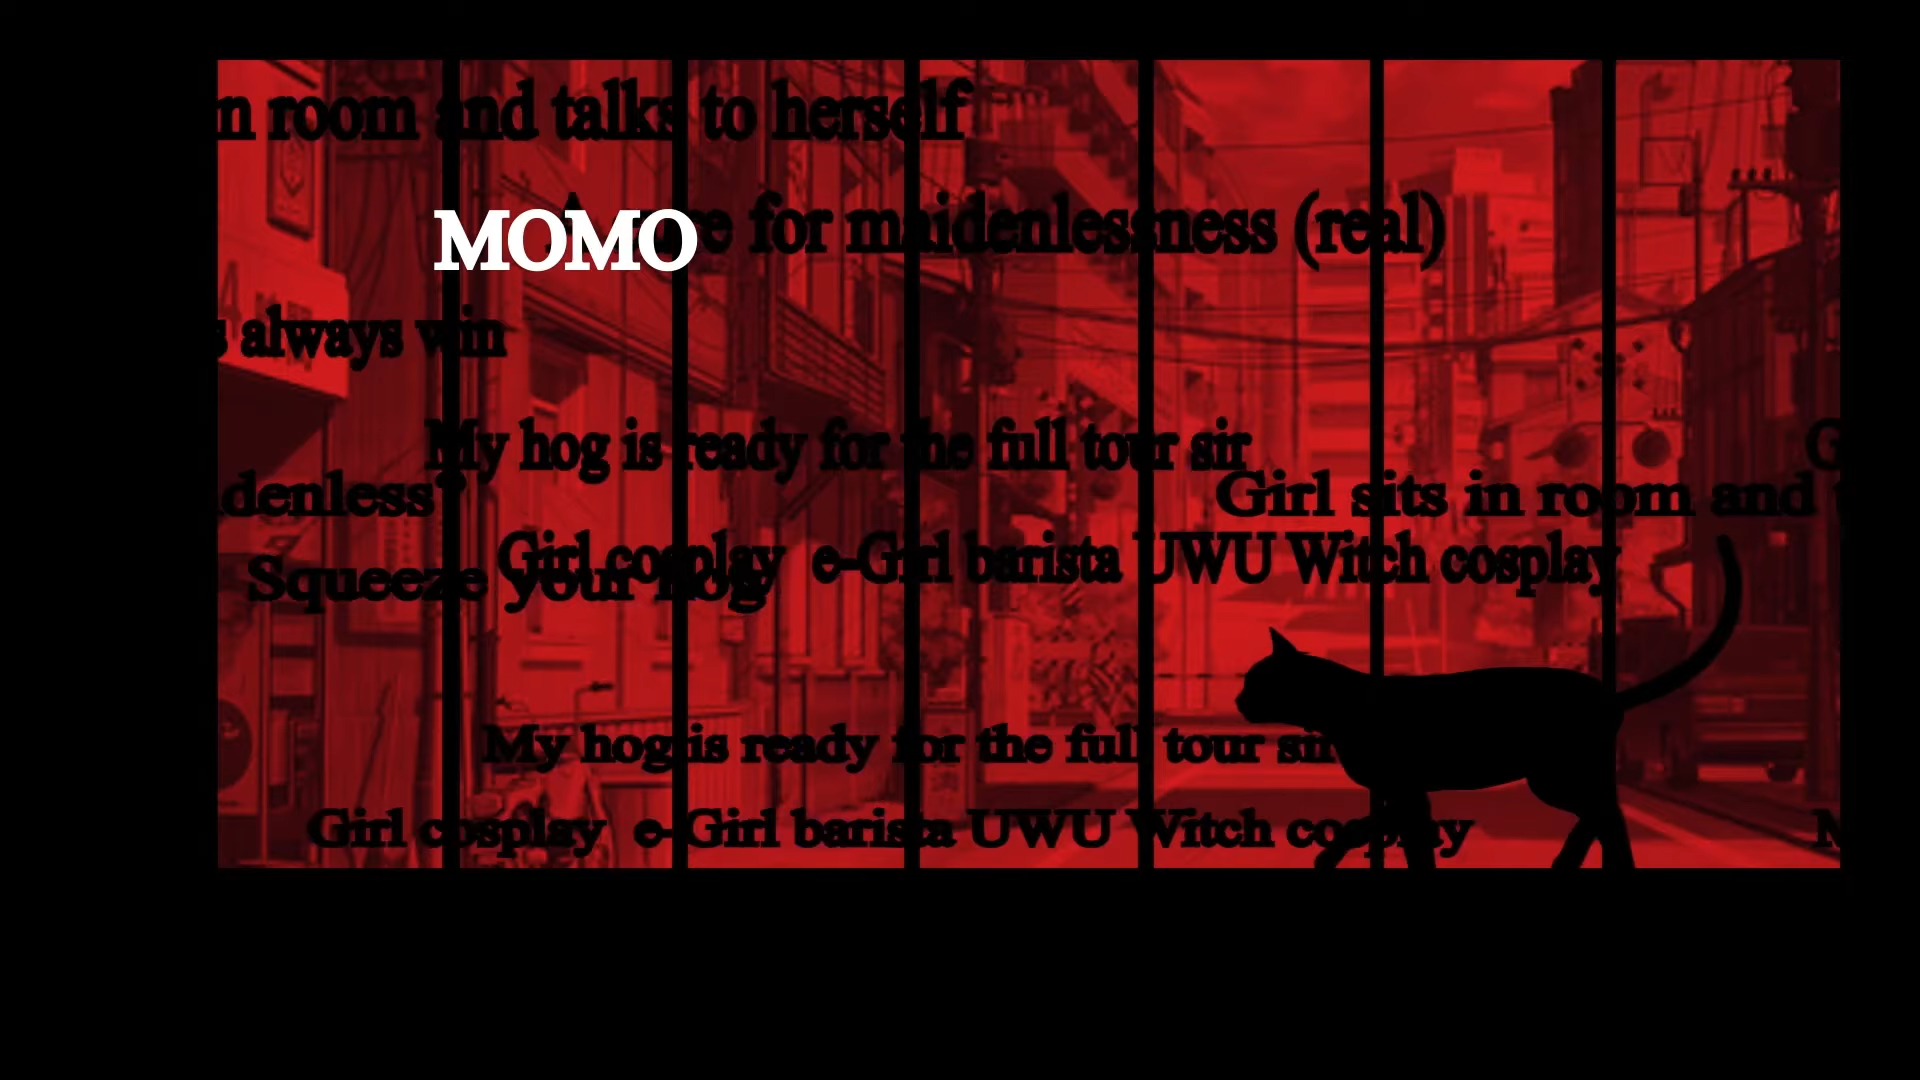 n room and talks to herself
MOMO
re for maidenlessness (real)
s always win
My hog is ready for the full tour sir
denless"
Girl sits in room and
Girl cosplay e-Girl barista UWU Witch cosplay
Squeeze your hog
My hog is ready for the full tour sir
Girl cosplay e-Girl barista UWU Witch cosplay